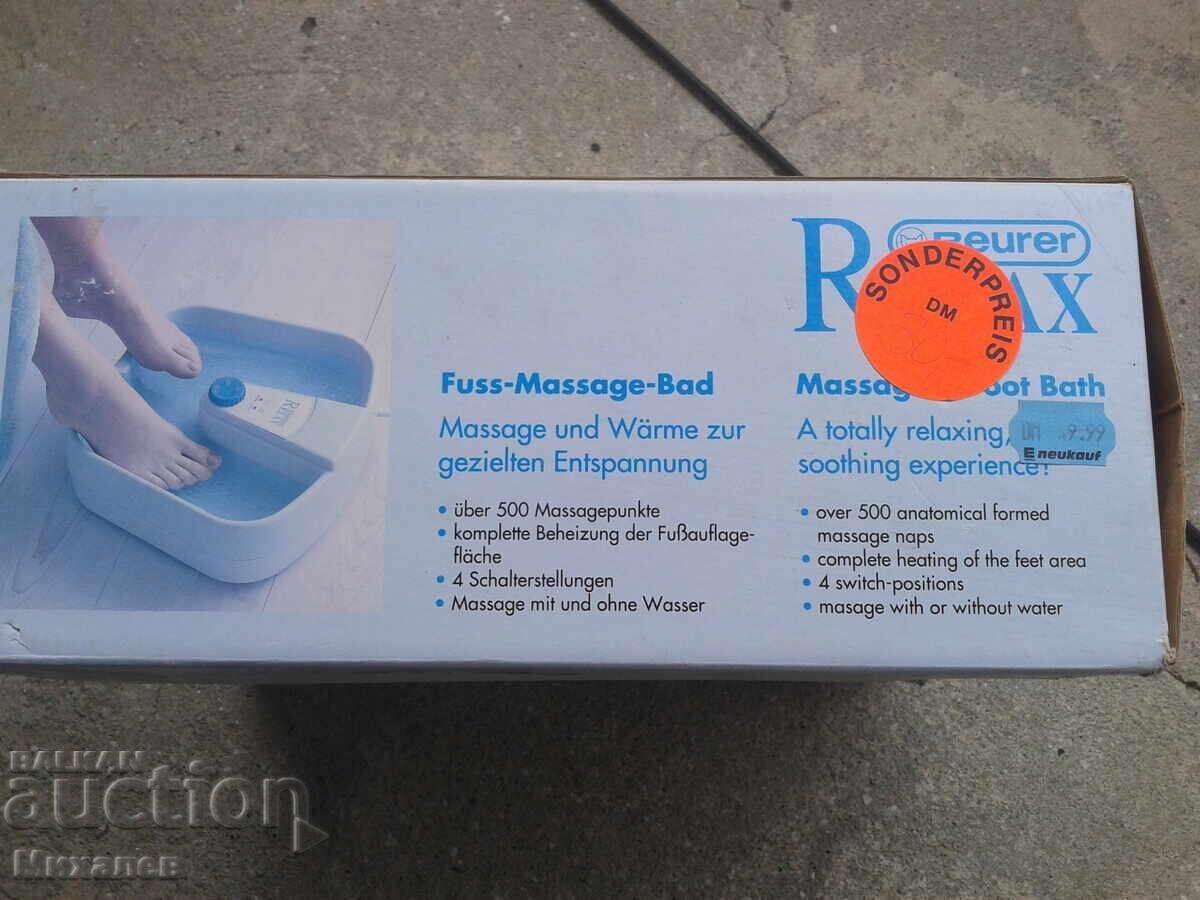 Beurer
SONDERPREIS
DM
Fuss-Massage-Bad
Massage und Wärme zur
gezielten Entspannung
• über 500 Massagepunkte
• komplette Beheizung der Fußauflage-
fläche
• 4 Schalterstellungen
• Massage mit und ohne Wasser
Bath
A totally relaxing,
soothing experience!
• over 500 anatomical formed
massage naps
• complete heating of the feet area
• 4 switch-positions
• masage with or without water
DM 9.99
E neukauf
BALKAN
auction
Михалев